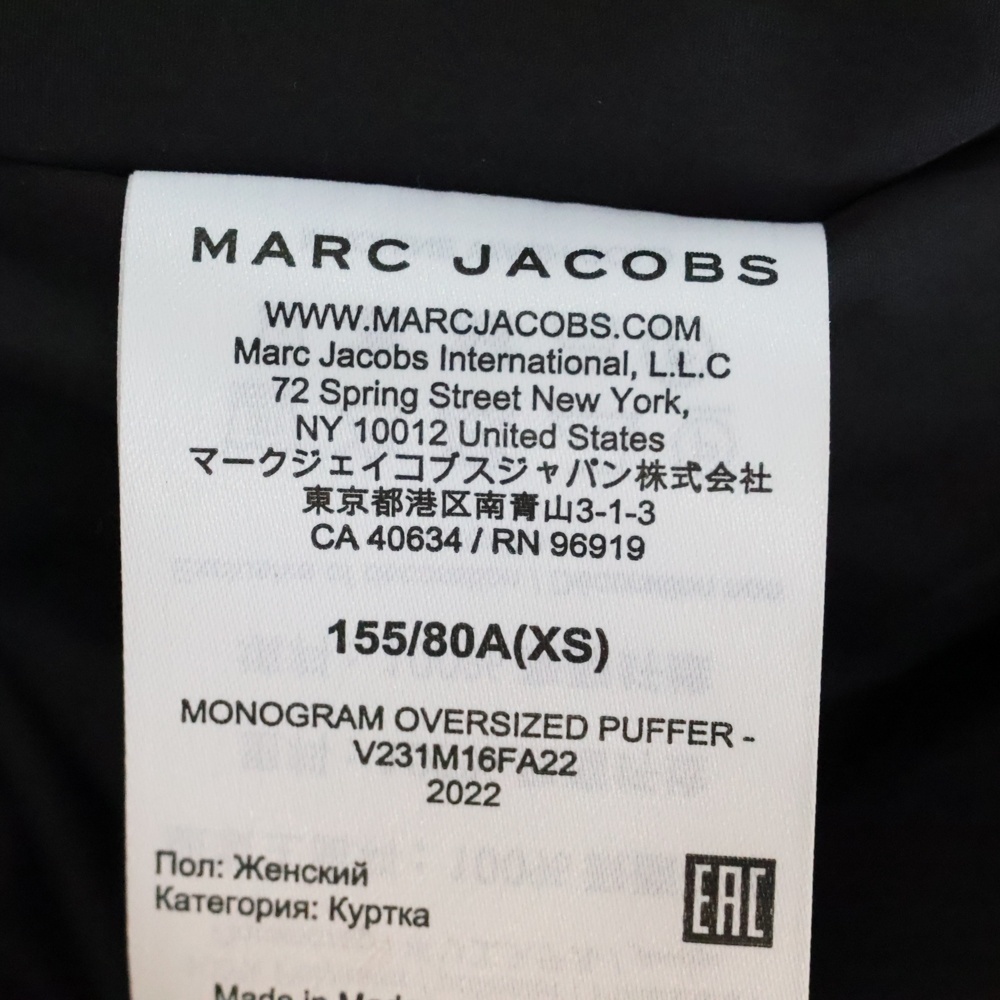 MARC JACOBS
WWW.MARCJACOBS.COM
Marc Jacobs International, L.L.C
72 Spring Street New York,
NY 10012 United States
マークジェイコブスジャパン株式会社
東京都港区南青山3-1-3
CA 40634 / RN 96919
155/80A(XS)
MONOGRAM OVERSIZED PUFFER -
V231M16FA22
2022
Пол: Женский
Категория: Куртка
EAC
Made in